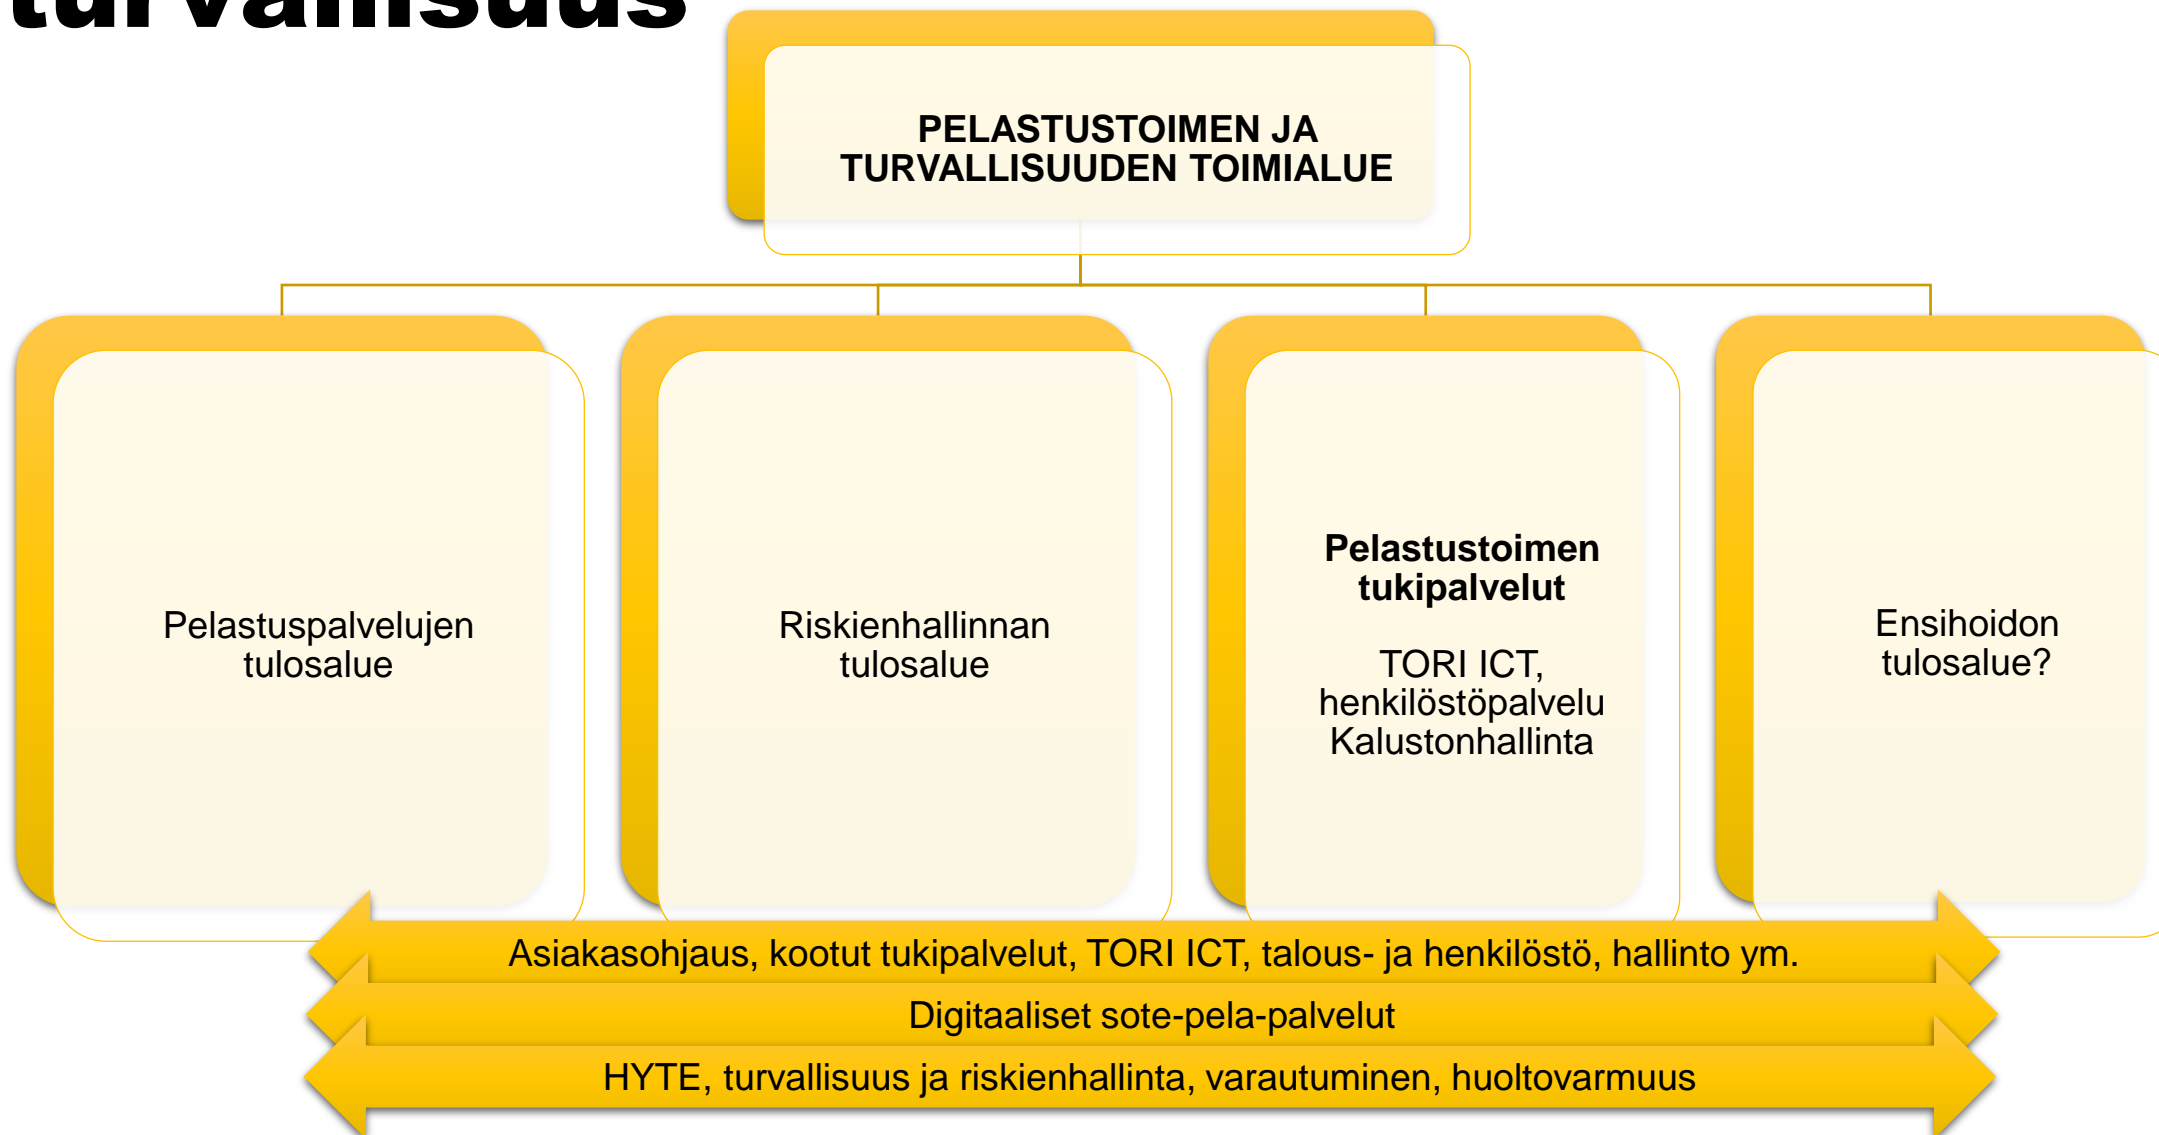 turvallisuus
PELASTUSTOIMEN JA
TURVALLISUUDEN TOIMIALUE
Pelastuspalvelujen
tulosalue
Riskienhallinnan
tulosalue
Pelastustoimen
tukipalvelut
TORI ICT,
henkilöstöpalvelu
Kalustonhallinta
Ensihoidon
tulosalue?
Asiakasohjaus, kootut tukipalvelut, TORI ICT, talous- ja henkilöstö, hallinto ym.
Digitaaliset sote-pela-palvelut
HYTE, turvallisuus ja riskienhallinta, varautuminen, huoltovarmuus